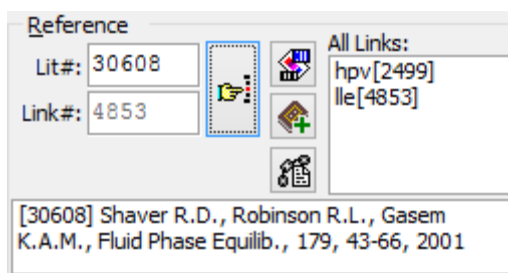 Reference
Lit#: 30608
Link#: 4853
All Links:
hpv[2499]
lle[4853]
[30608] Shaver R.D., Robinson R.L., Gasem
K.A.M., Fluid Phase Equilib., 179, 43-66, 2001